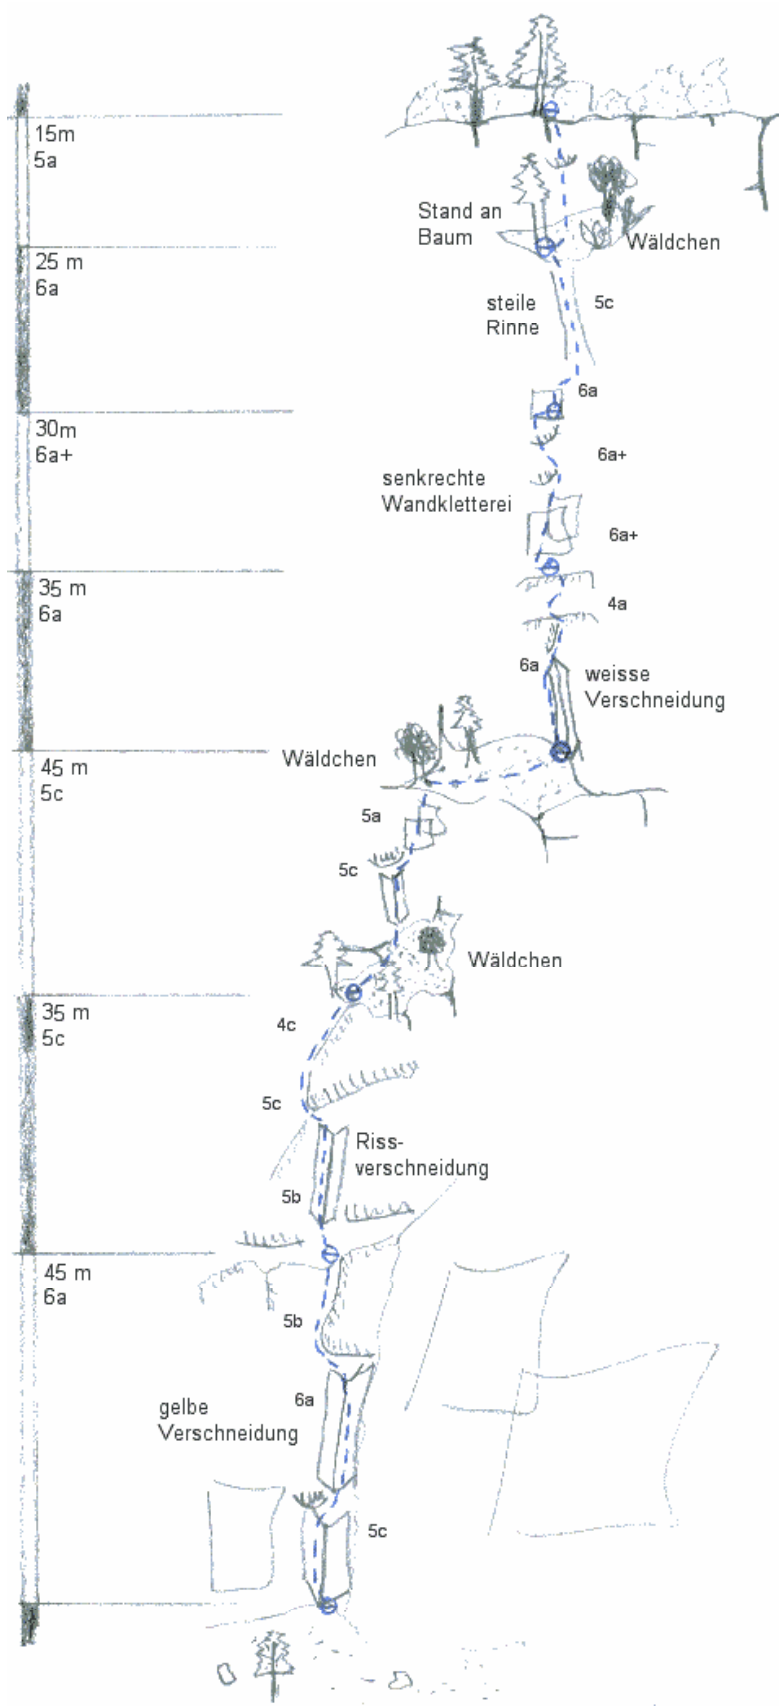 15m
5a
Stand an
Baum
Wäldchen
25 m
6a
steile
Rinne
5c
6a
30m
6a+
6a+
senkrechte
Wandkletterei
6a+
35 m
6a
4a
6a
weisse
Verschneidung
Wäldchen
45 m
5c
5a
5c
Wäldchen
35 m
5c
4c
5c
Riss-
verschneidung
5b
45 m
6a
5b
6a
gelbe
Verschneidung
5c